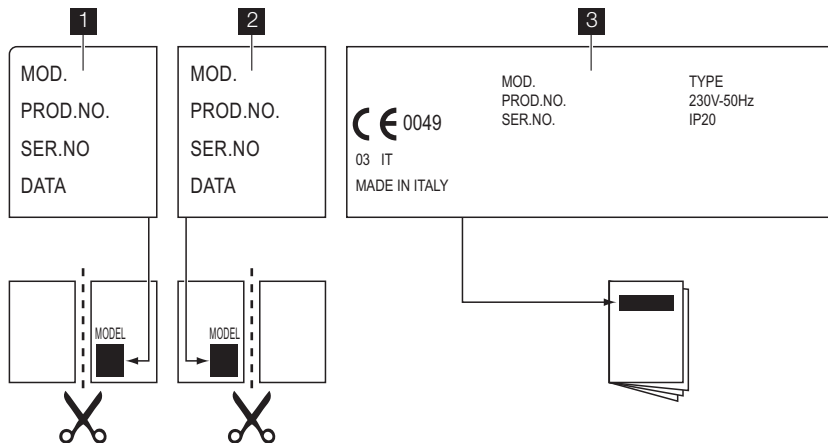 1
MOD.
PROD.NO.
SER.NO
DATA
2
MOD.
PROD.NO.
SER.NO
DATA
3
CE 0049
03 IT
MADE IN ITALY
MOD.
PROD.NO.
SER.NO.
TYPE
230V-50Hz
IP20
MODEL
MODEL